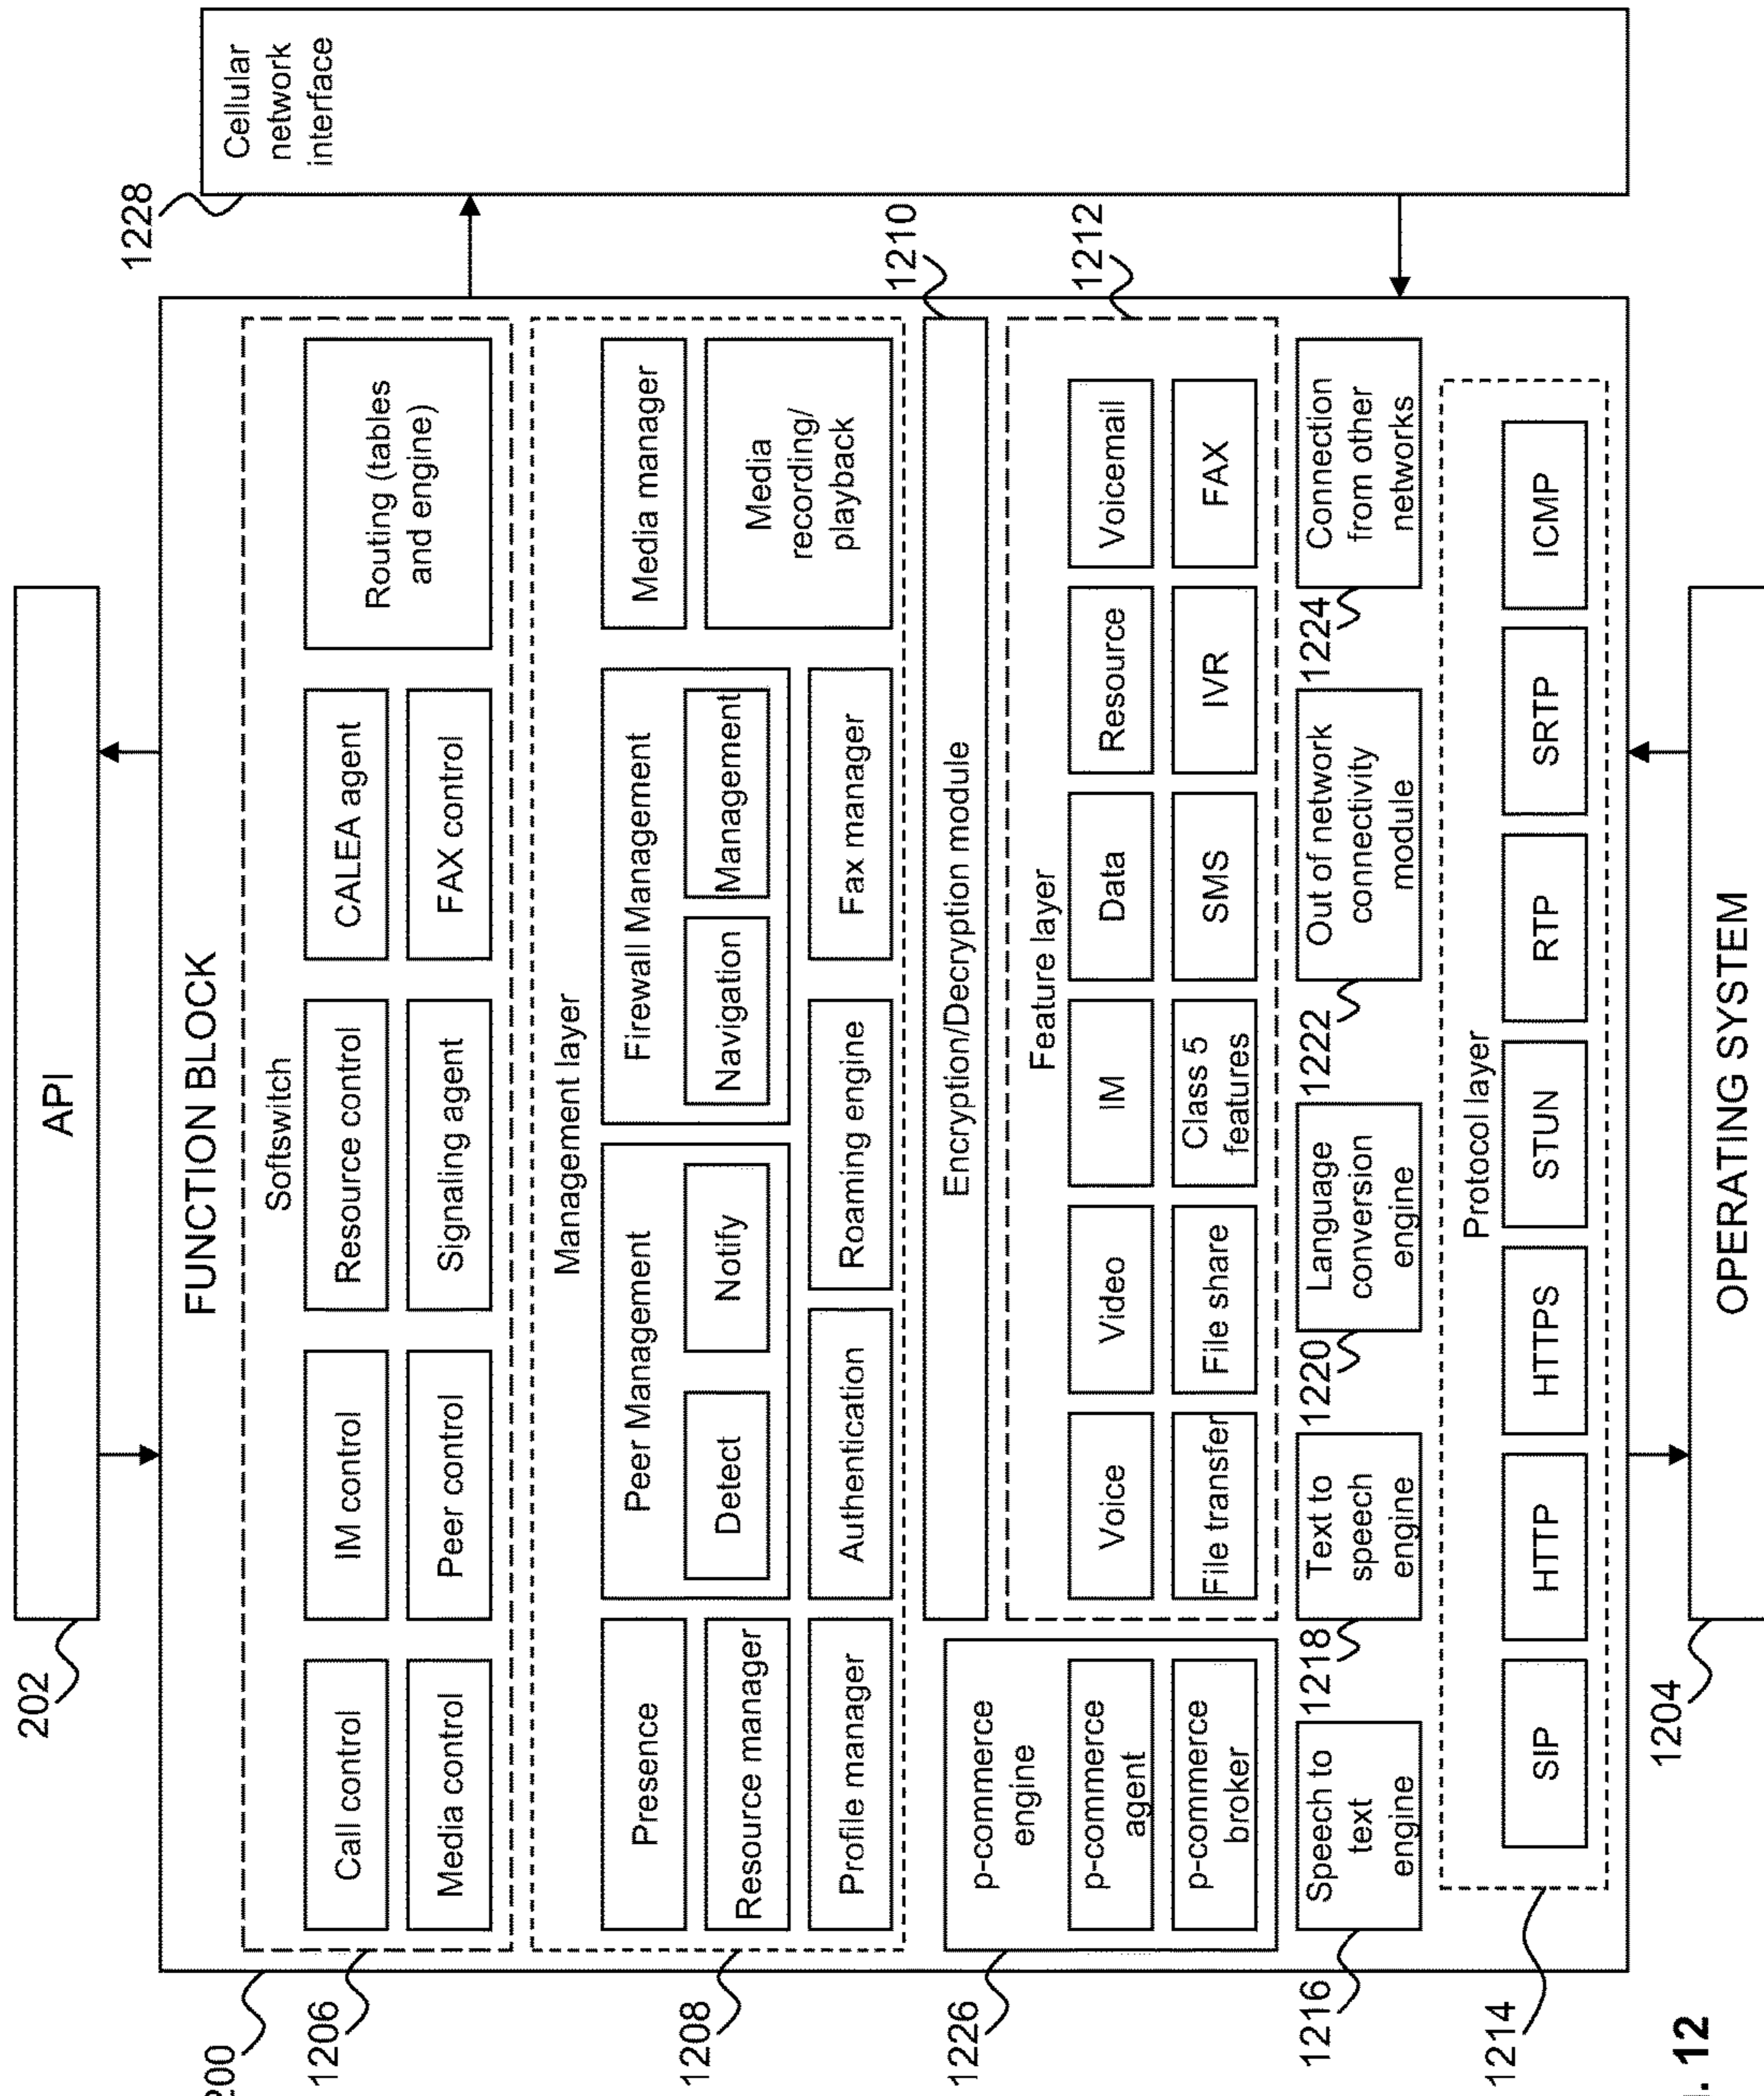 202
API
1228
Cellular
network
interface
200
FUNCTION BLOCK
1206
Softswitch
Call control
IM control
Resource control
CALEA agent
Routing (tables
and engine)
Media control
Peer control
Signaling agent
FAX control
1208
Management layer
Presence
Peer Management
Detect
Notify
Firewall Management
Navigation
Management
Media manager
Resource manager
Media
recording/
playback
Profile manager
Authentication
Roaming engine
Fax manager
1210
Encryption/Decryption module
1226
p-commerce
engine
p-commerce
agent
p-commerce
broker
1212
Feature layer
Voice
Video
IM
Data
Resource
Voicemail
File transfer
File share
Class 5
features
SMS
IVR
FAX
1216
Speech to
text
engine
1218
Text to
speech
engine
1220
Language
conversion
engine
1222
Out of network
connectivity
module
1224
Connection
from other
networks
1214
Protocol layer
SIP
HTTP
HTTPS
STUN
RTP
SRTP
ICMP
1204
OPERATING SYSTEM
. 12